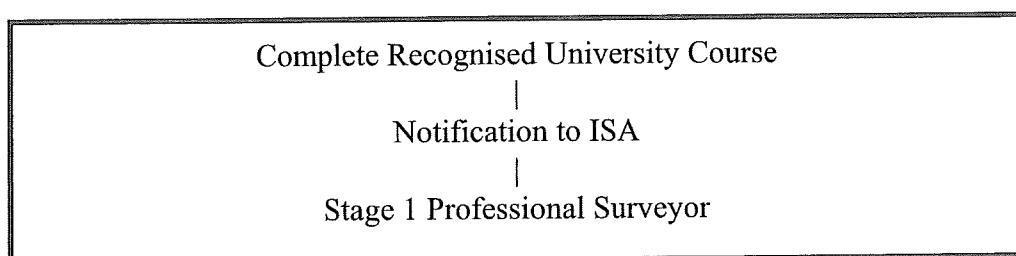 Complete Recognised University Course
Notification to ISA
Stage 1 Professional Surveyor